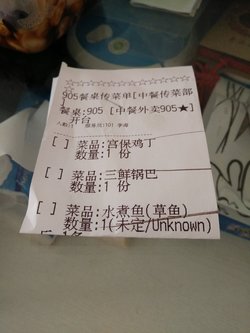 ☆☆☆☆☆☆☆☆☆☆☆☆☆☆☆☆
905餐桌传菜单[中餐传菜部
]
餐桌:905 [中餐外卖905★]
开台
[ ] 菜品:宫保鸡丁
数量:1 份
[ ] 菜品:三鲜锅巴
数量:1 份
[ ] 菜品:水煮鱼(草鱼)
数量:1(未定/Unknown)